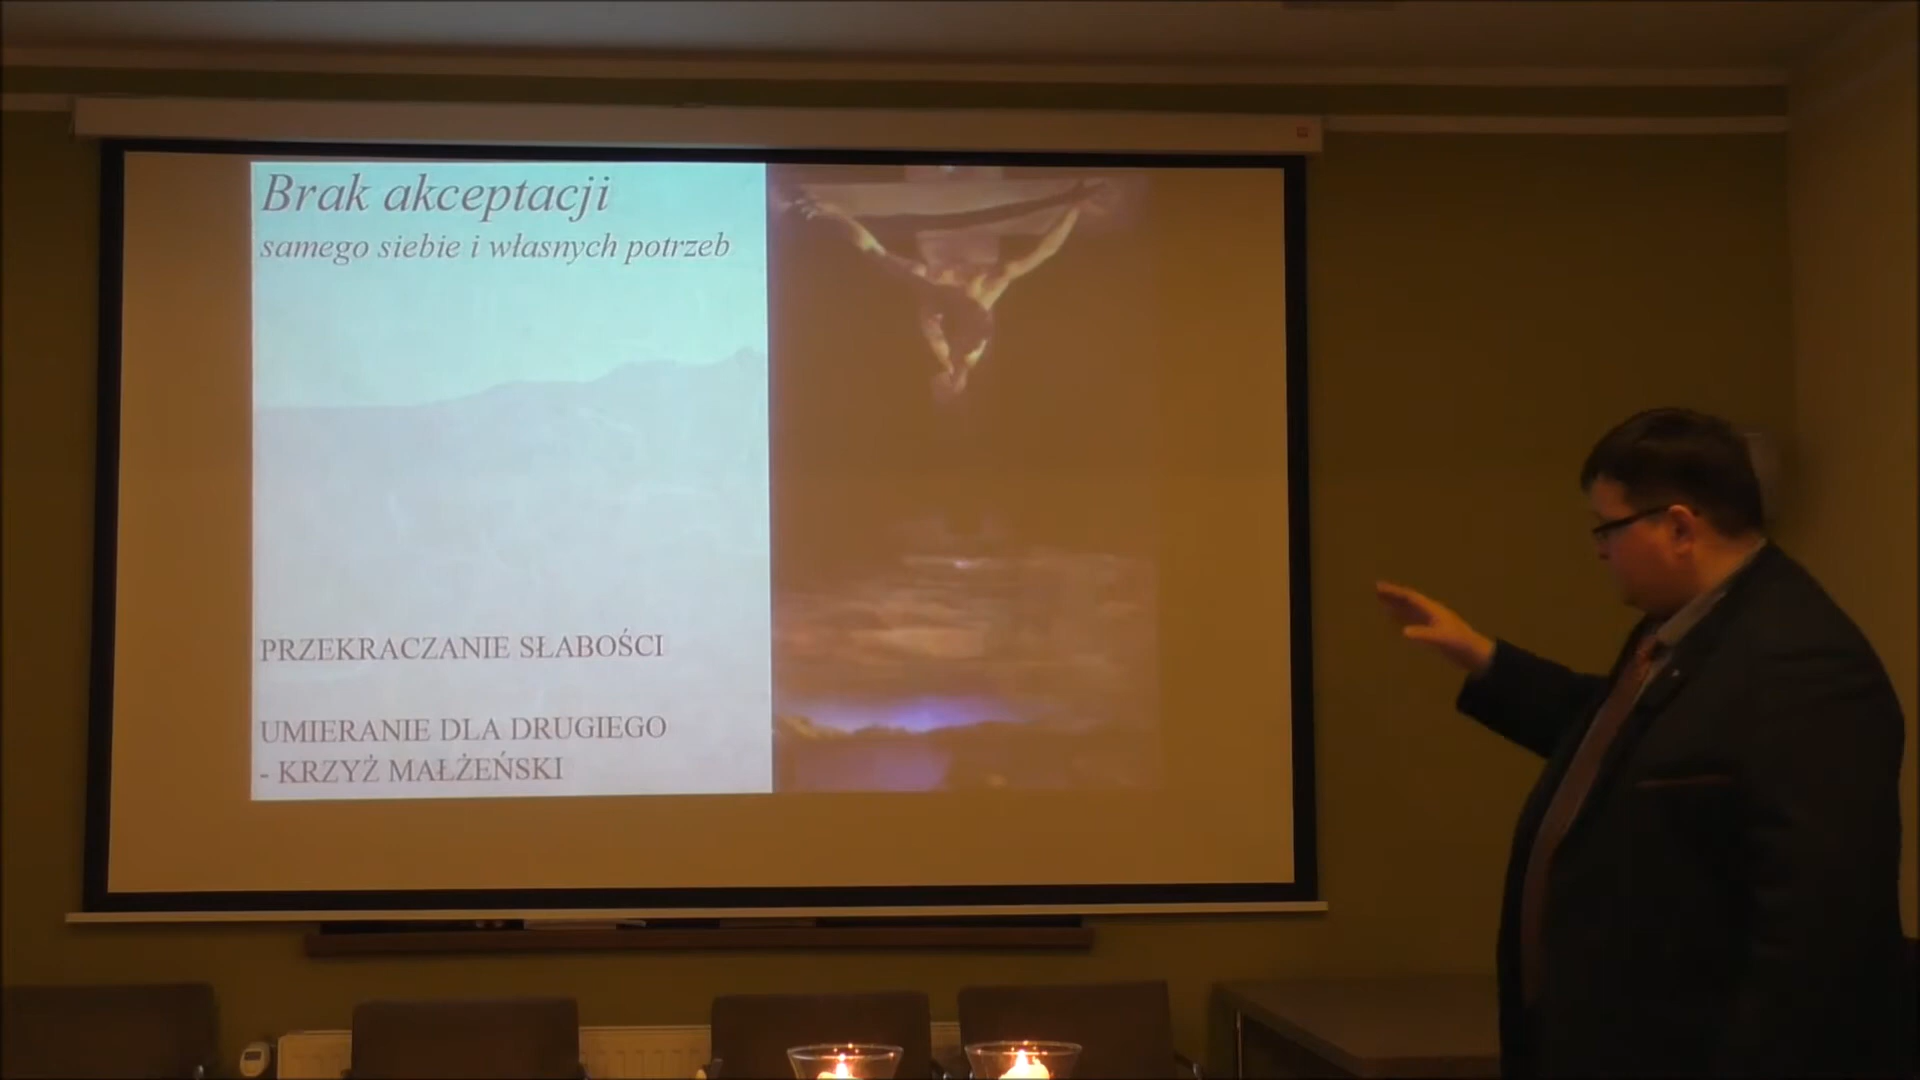 Brak akceptacji
samego siebie i własnych potrzeb
PRZEKRACZANIE SŁABOŚCI
UMIERANIE DLA DRUGIEGO
- KRZYŻ MAŁŻEŃSKI